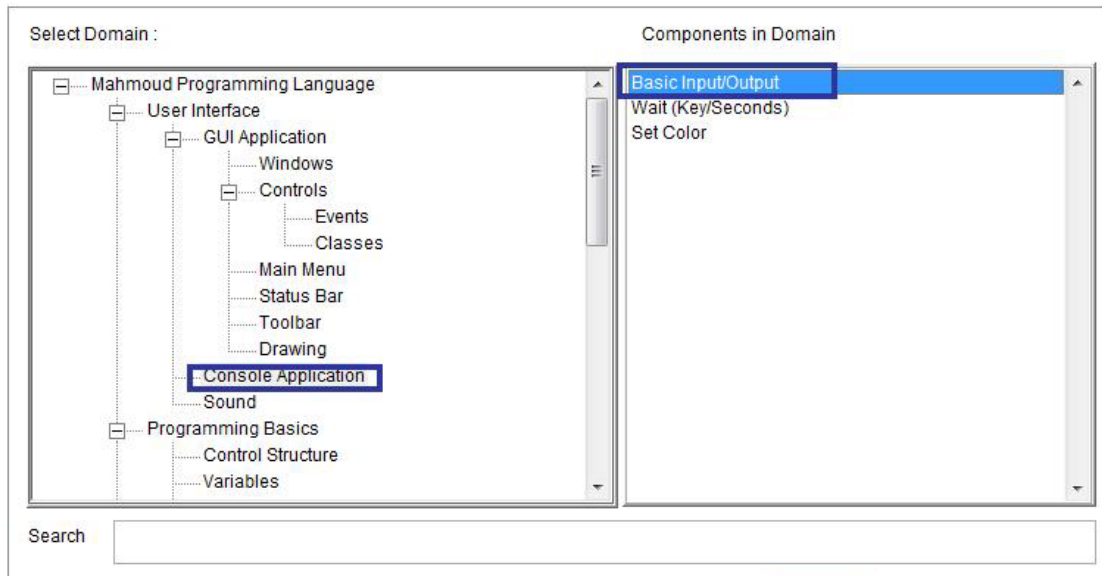 Select Domain :
Components in Domain
Mahmoud Programming Language
User Interface
GUI Application
Windows
Controls
Events
Classes
Main Menu
Status Bar
Toolbar
Drawing
Console Application
Sound
Programming Basics
Control Structure
Variables
Basic Input/Output
Wait (Key/Seconds)
Set Color
Search